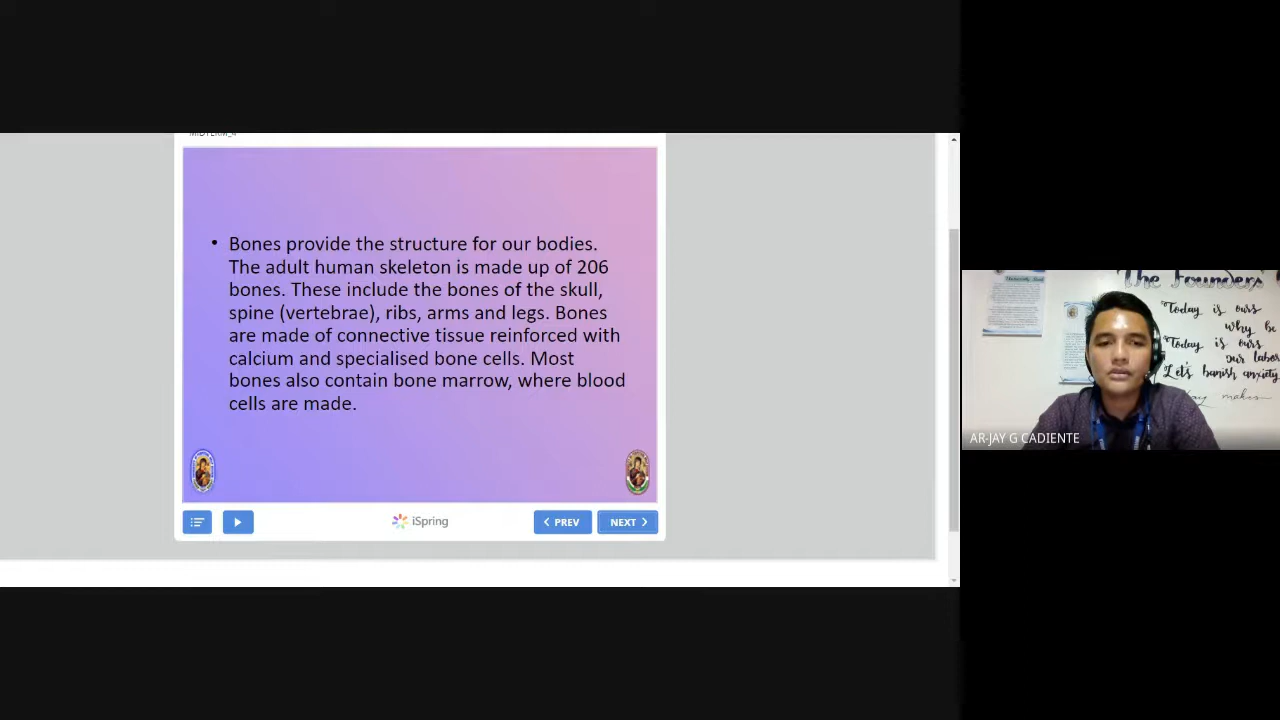 MIDTERM_4
• Bones provide the structure for our bodies.
The adult human skeleton is made up of 206
bones. These include the bones of the skull,
spine (vertebrae), ribs, arms and legs. Bones
are made of connective tissue reinforced with
calcium and specialised bone cells. Most
bones also contain bone marrow, where blood
cells are made.
iSpring
PREV
NEXT
The Founders'
"Today is ours
why be
"Today is ours
our labor
"Let's banish anxiety
makes
AR-JAY G CADIENTE